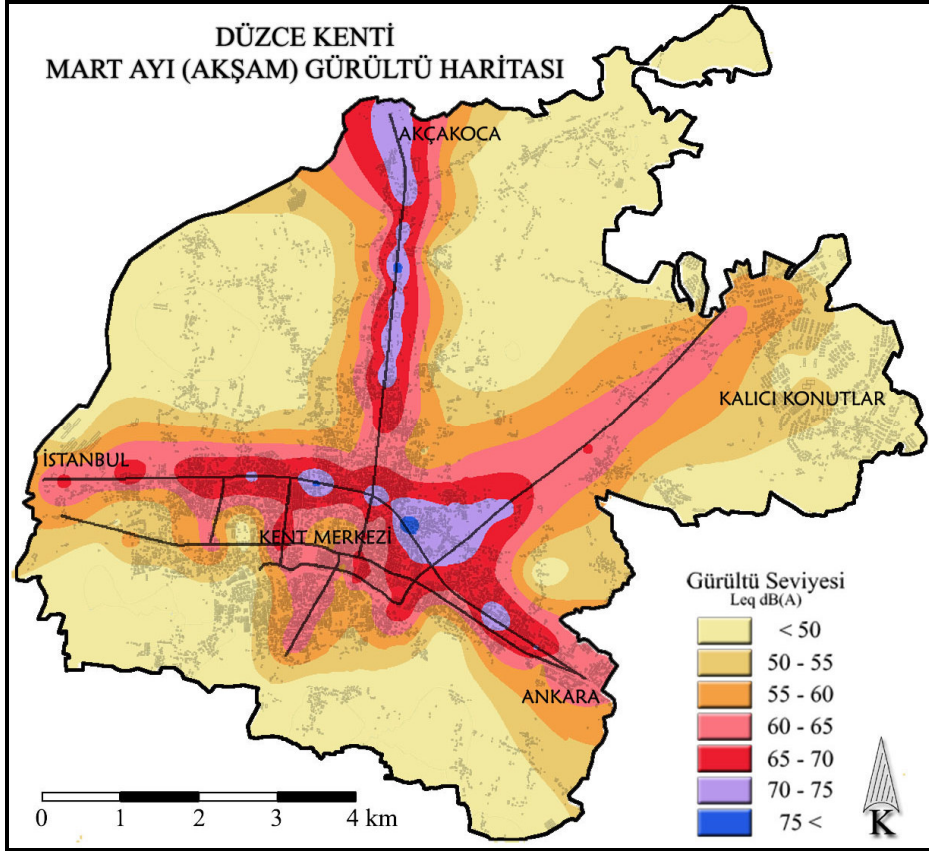 DÜZCE KENTİ
MART AYI (AKŞAM) GÜRÜLTÜ HARİTASI
AKÇAKOCA
KALICI KONUTLAR
İSTANBUL
KENT MERKEZİ
ANKARA
Gürültü Seviyesi
Leq dB(A)
< 50
50 - 55
55 - 60
60 - 65
65 - 70
70 - 75
75 <
0 1 2 3 4 km
K